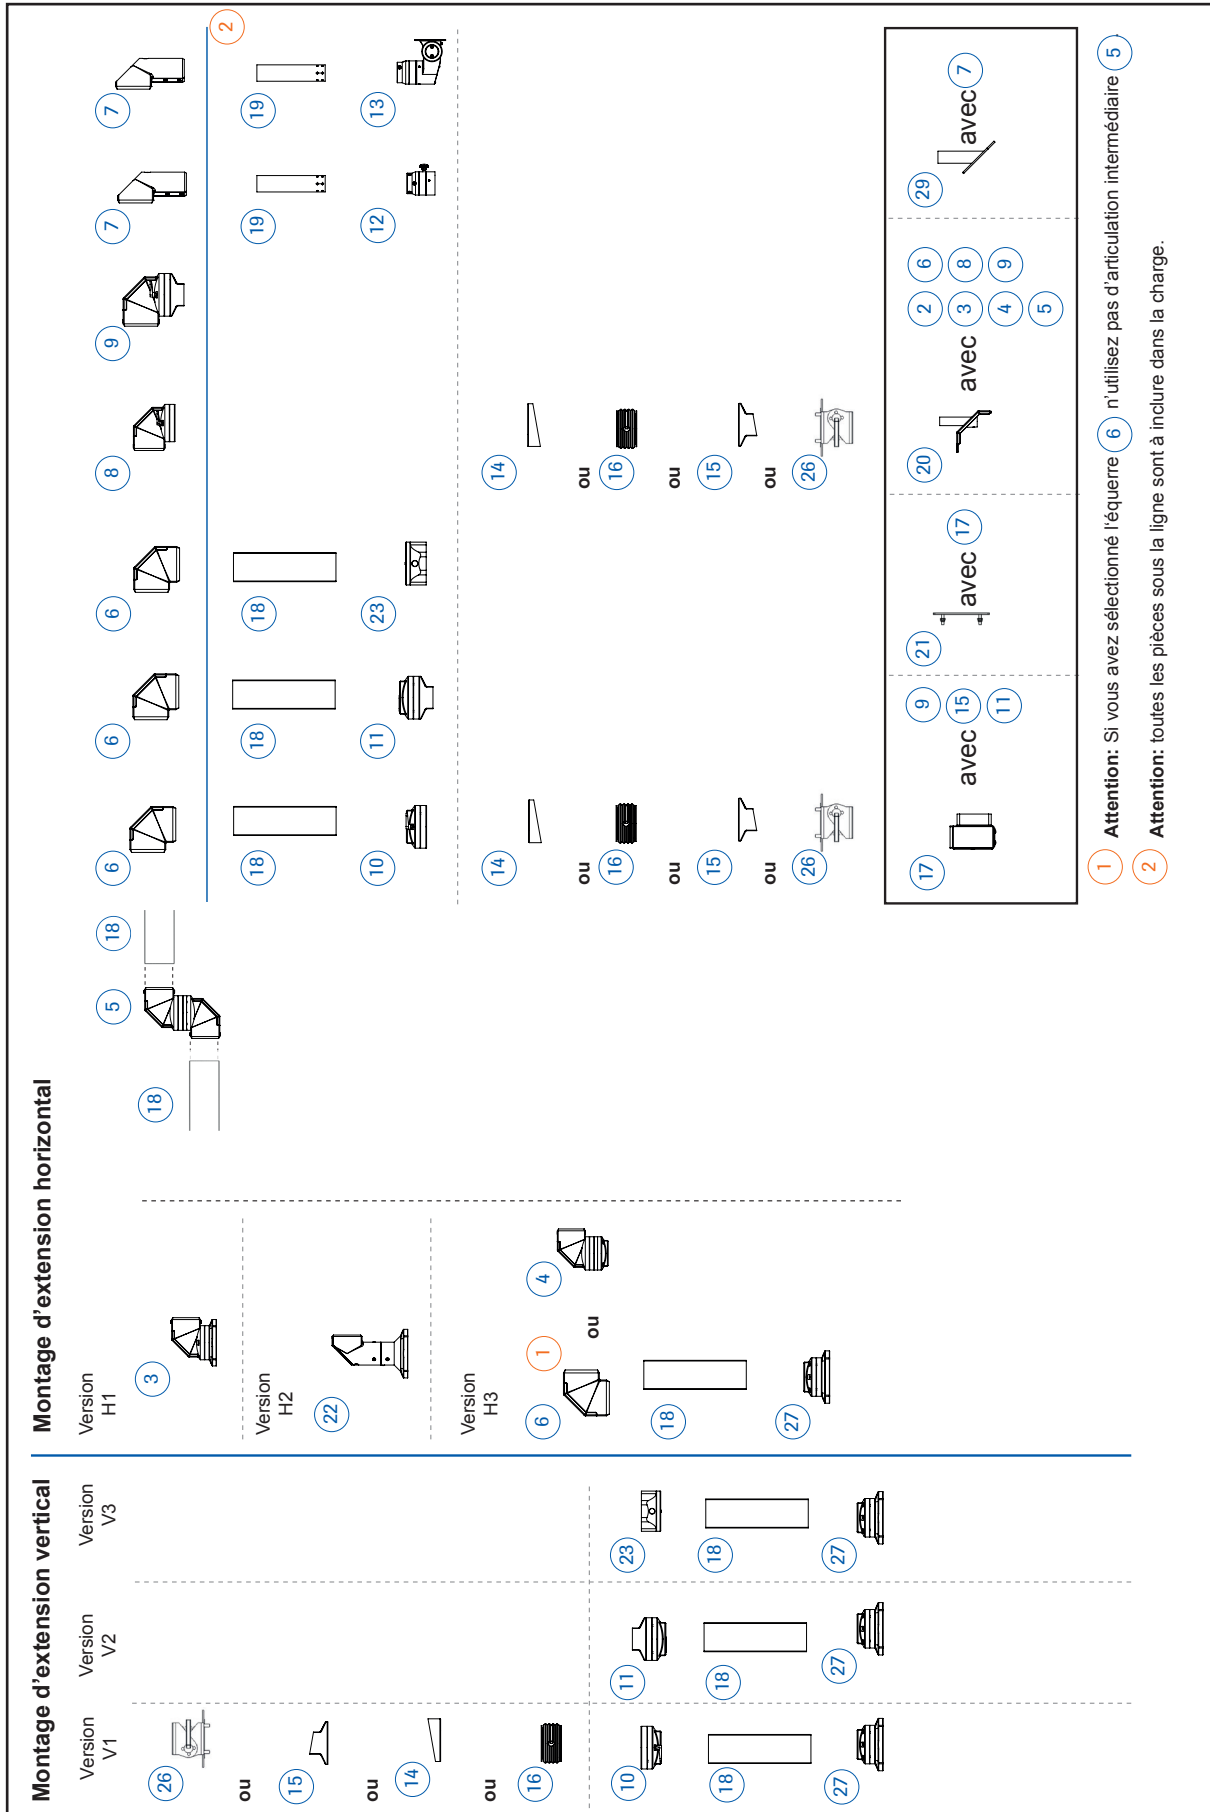 Montage d'extension vertical
Version
V1
26
ou
15
ou
14
ou
16
10
18
27
Version
V2
11
18
27
Version
V3
23
18
27
Montage d'extension horizontal
Version
H1
3
Version
H2
22
Version
H3
6
1
ou
4
18
27
18
5
18
6
18
10
14
ou
16
ou
15
ou
26
6
18
11
6
18
23
8
14
ou
16
ou
15
ou
26
9
7
19
12
7
19
13
2
17
avec
9
15
11
21
avec 17
20
avec
2 6
3 8
4 9
5
29
avec 7
1 Attention: Si vous avez sélectionné l'équerre 6 n'utilisez pas d'articulation intermédiaire 5.
2 Attention: toutes les pièces sous la ligne sont à inclure dans la charge.